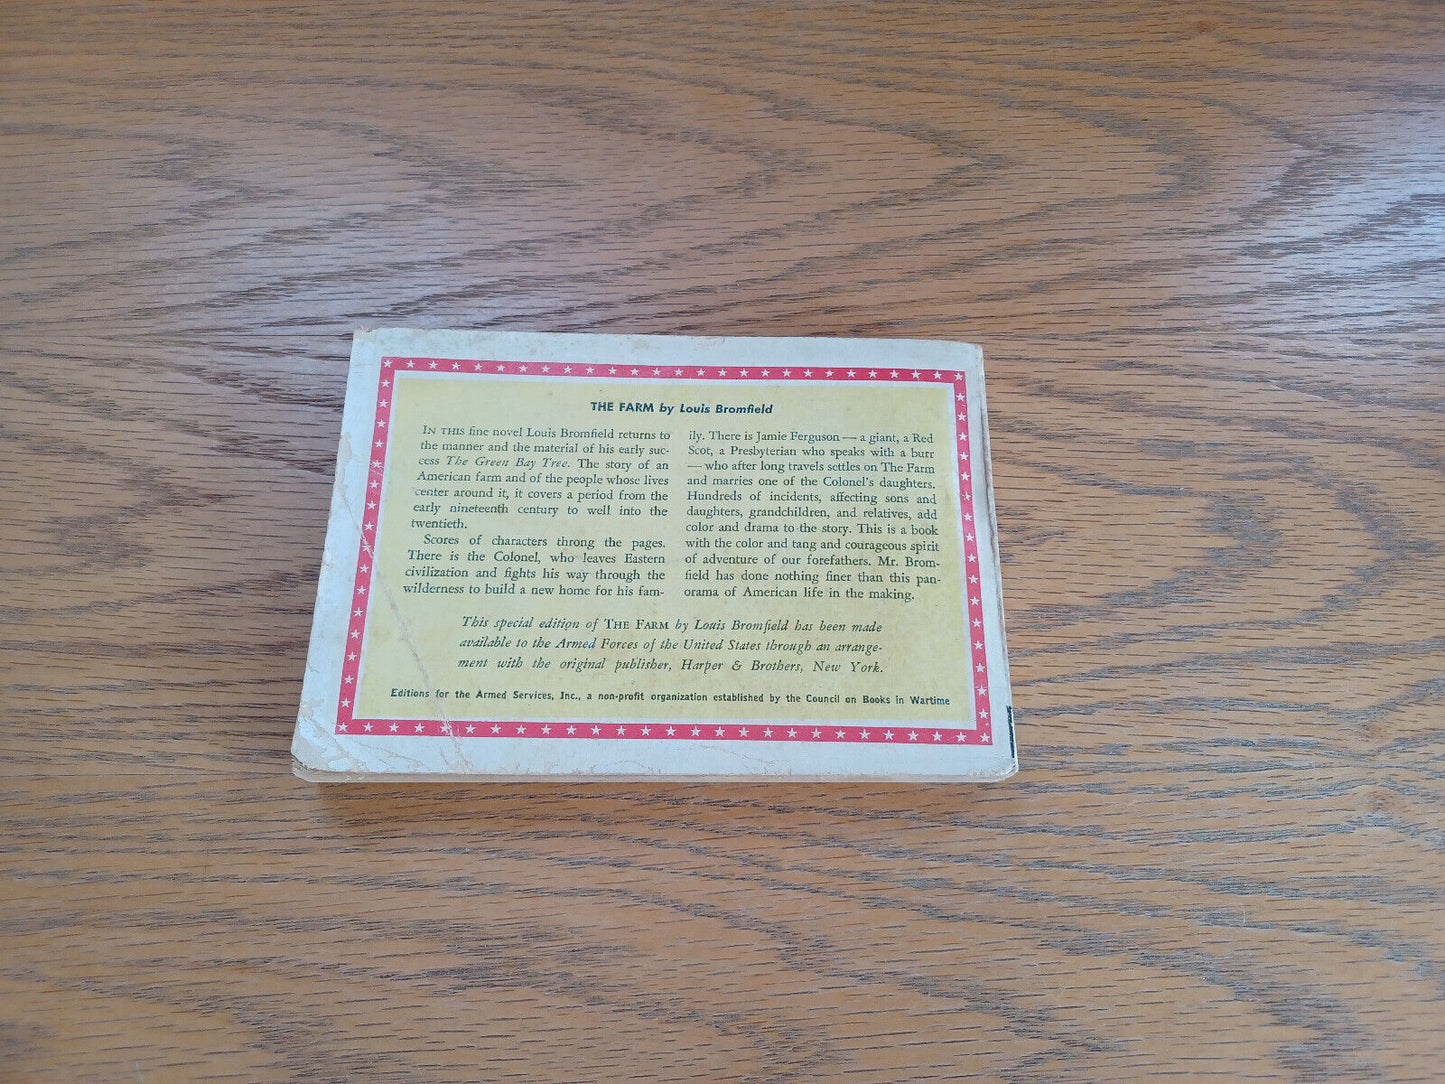 THE FARM by Louis Bromfield
IN THIS fine novel Louis Bromfield returns to
the manner and the material of his early suc-
cess The Green Bay Tree. The story of an
American farm and of the people whose lives
center around it, it covers a period from the
early nineteenth century to well into the
twentieth.
Scores of characters throng the pages.
There is the Colonel, who leaves Eastern
civilization and fights his way through the
wilderness to build a new home for his fam-
ily. There is Jamie Ferguson — a giant, a Red
Scot, a Presbyterian who speaks with a burr
— who after long travels settles on The Farm
and marries one of the Colonel's daughters.
Hundreds of incidents, affecting sons and
daughters, grandchildren, and relatives, add
color and drama to the story. This is a book
with the color and tang and courageous spirit
of adventure of our forefathers. Mr. Brom-
field has done nothing finer than this pan-
orama of American life in the making.
This special edition of THE FARM by Louis Bromfield has been made
available to the Armed Forces of the United States through an arrange-
ment with the original publisher, Harper & Brothers, New York.
Editions for the Armed Services, Inc., a non-profit organization established by the Council on Books in Wartime